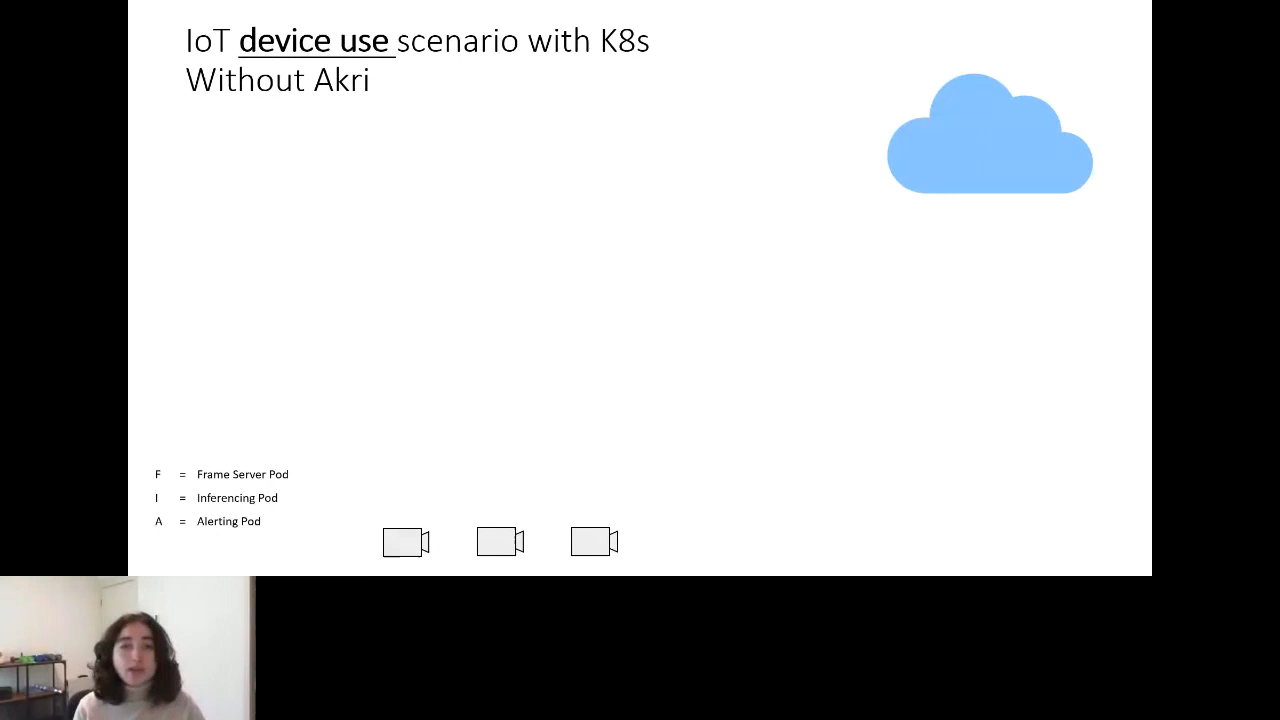 IoT device use scenario with K8s
Without Akri
F = Frame Server Pod
I = Inferencing Pod
A = Alerting Pod